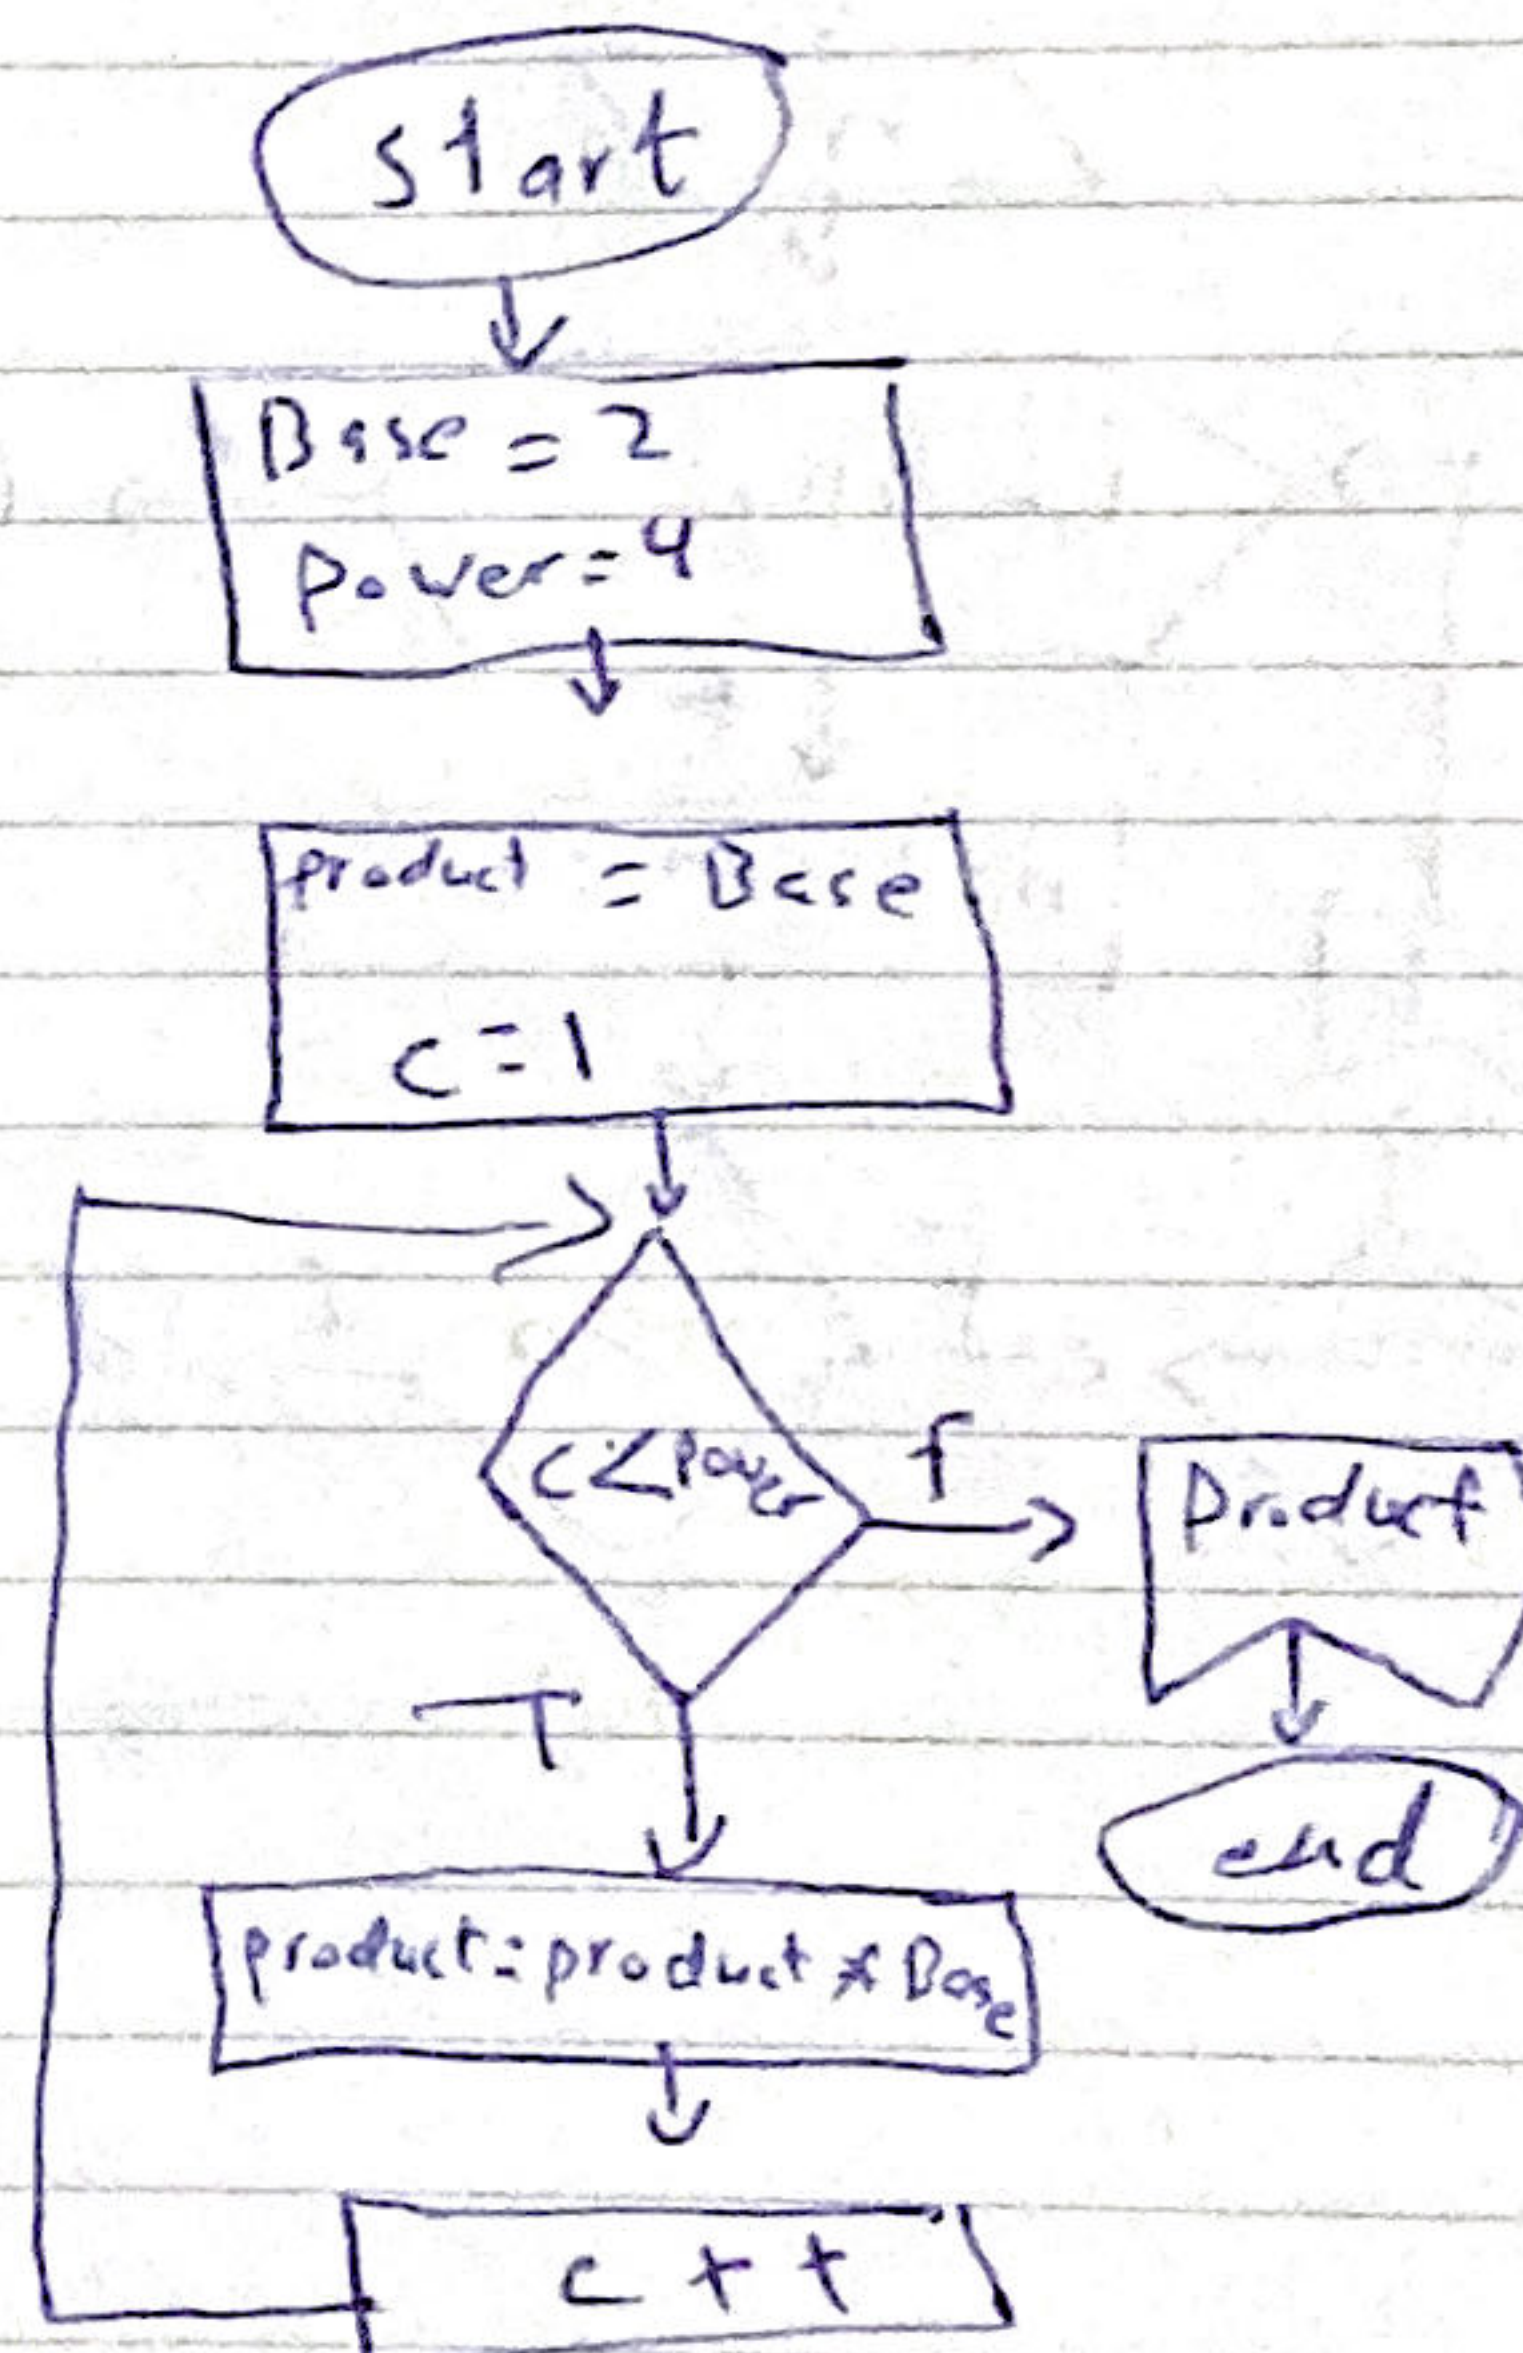 start
Base = 2
Power = 4
product = Base
c = 1
c < Power
f
Product
T
end
product = product * Base
c + +